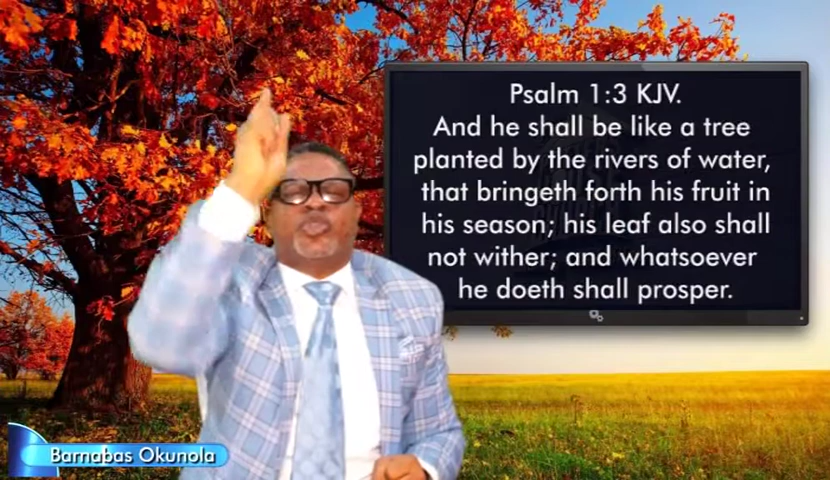 Psalm 1:3 KJV.
And he shall be like a tree
planted by the rivers of water,
that bringeth forth his fruit in
his season; his leaf also shall
not wither; and whatsoever
he doeth shall prosper.
Barnabas Okunola